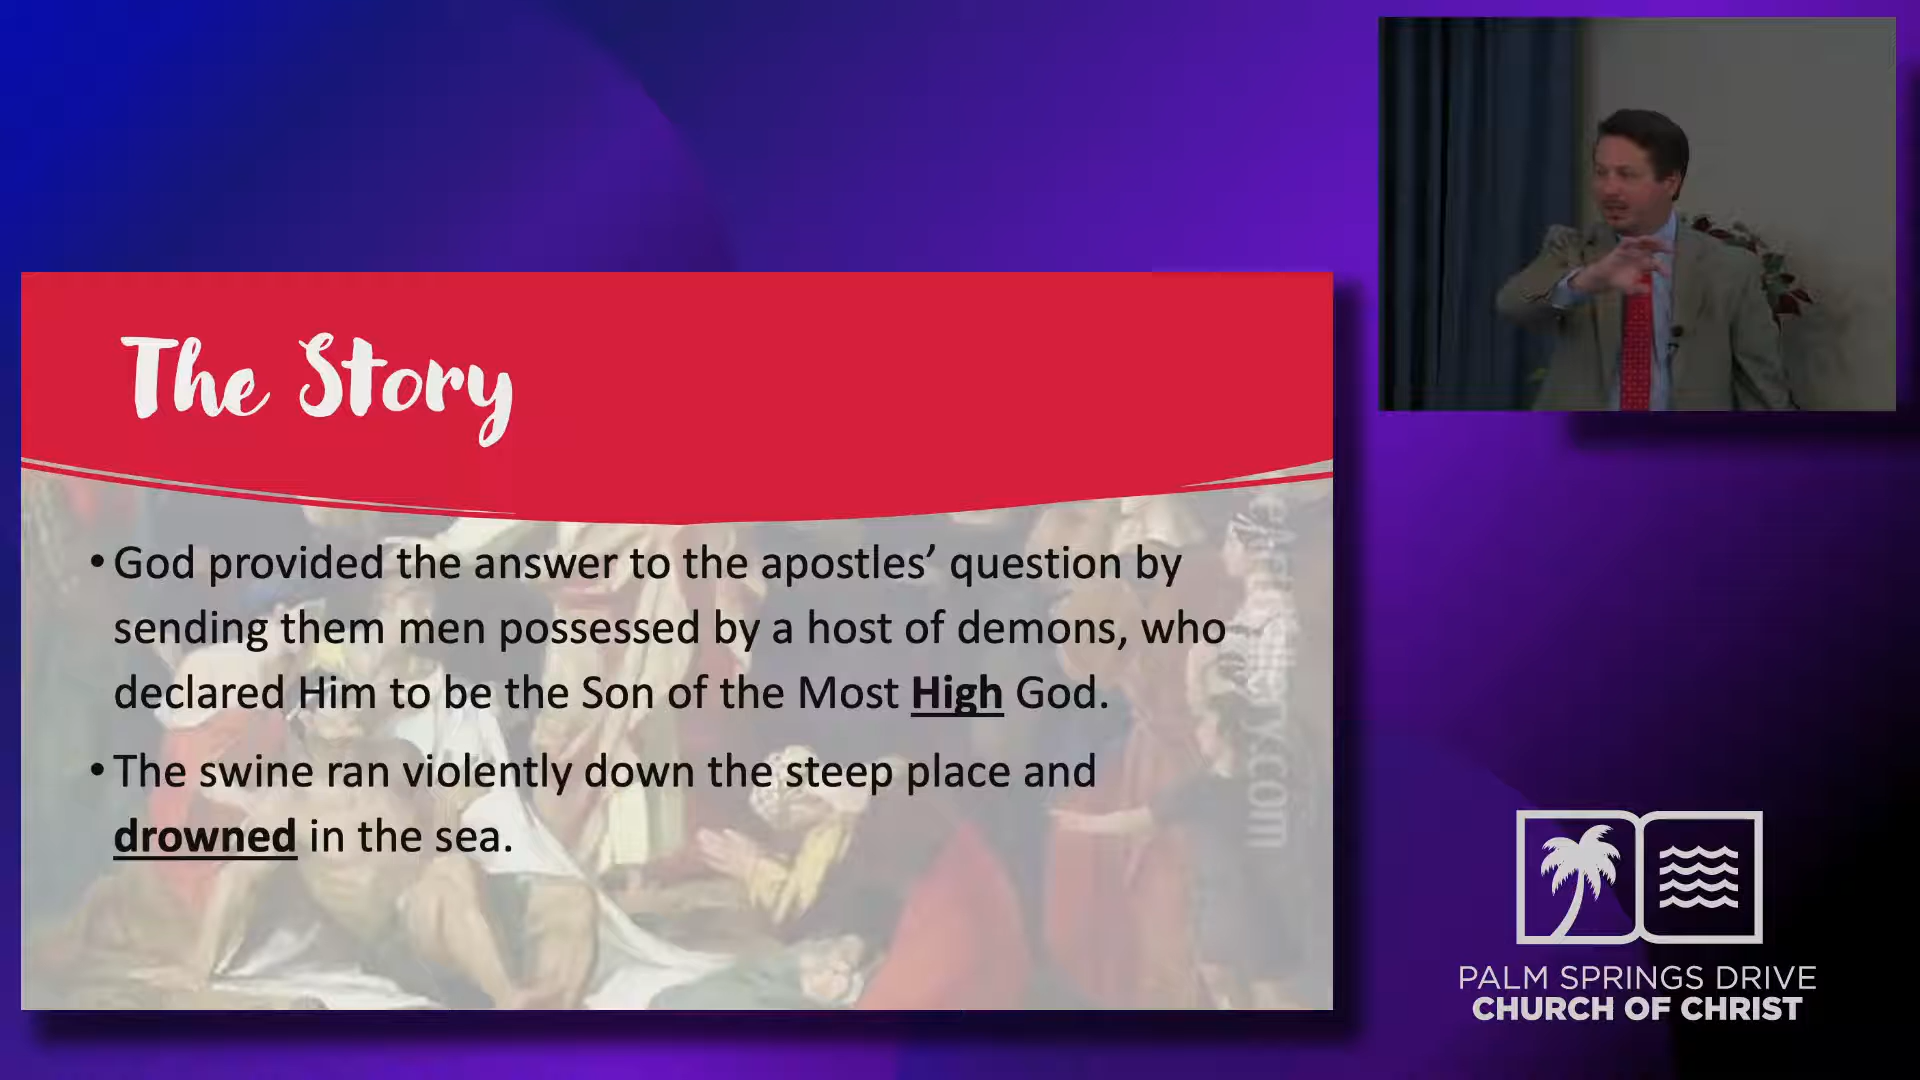 The Story
• God provided the answer to the apostles’ question by
sending them men possessed by a host of demons, who
declared Him to be the Son of the Most High God.
• The swine ran violently down the steep place and
drowned in the sea.
PALM SPRINGS DRIVE
CHURCH OF CHRIST